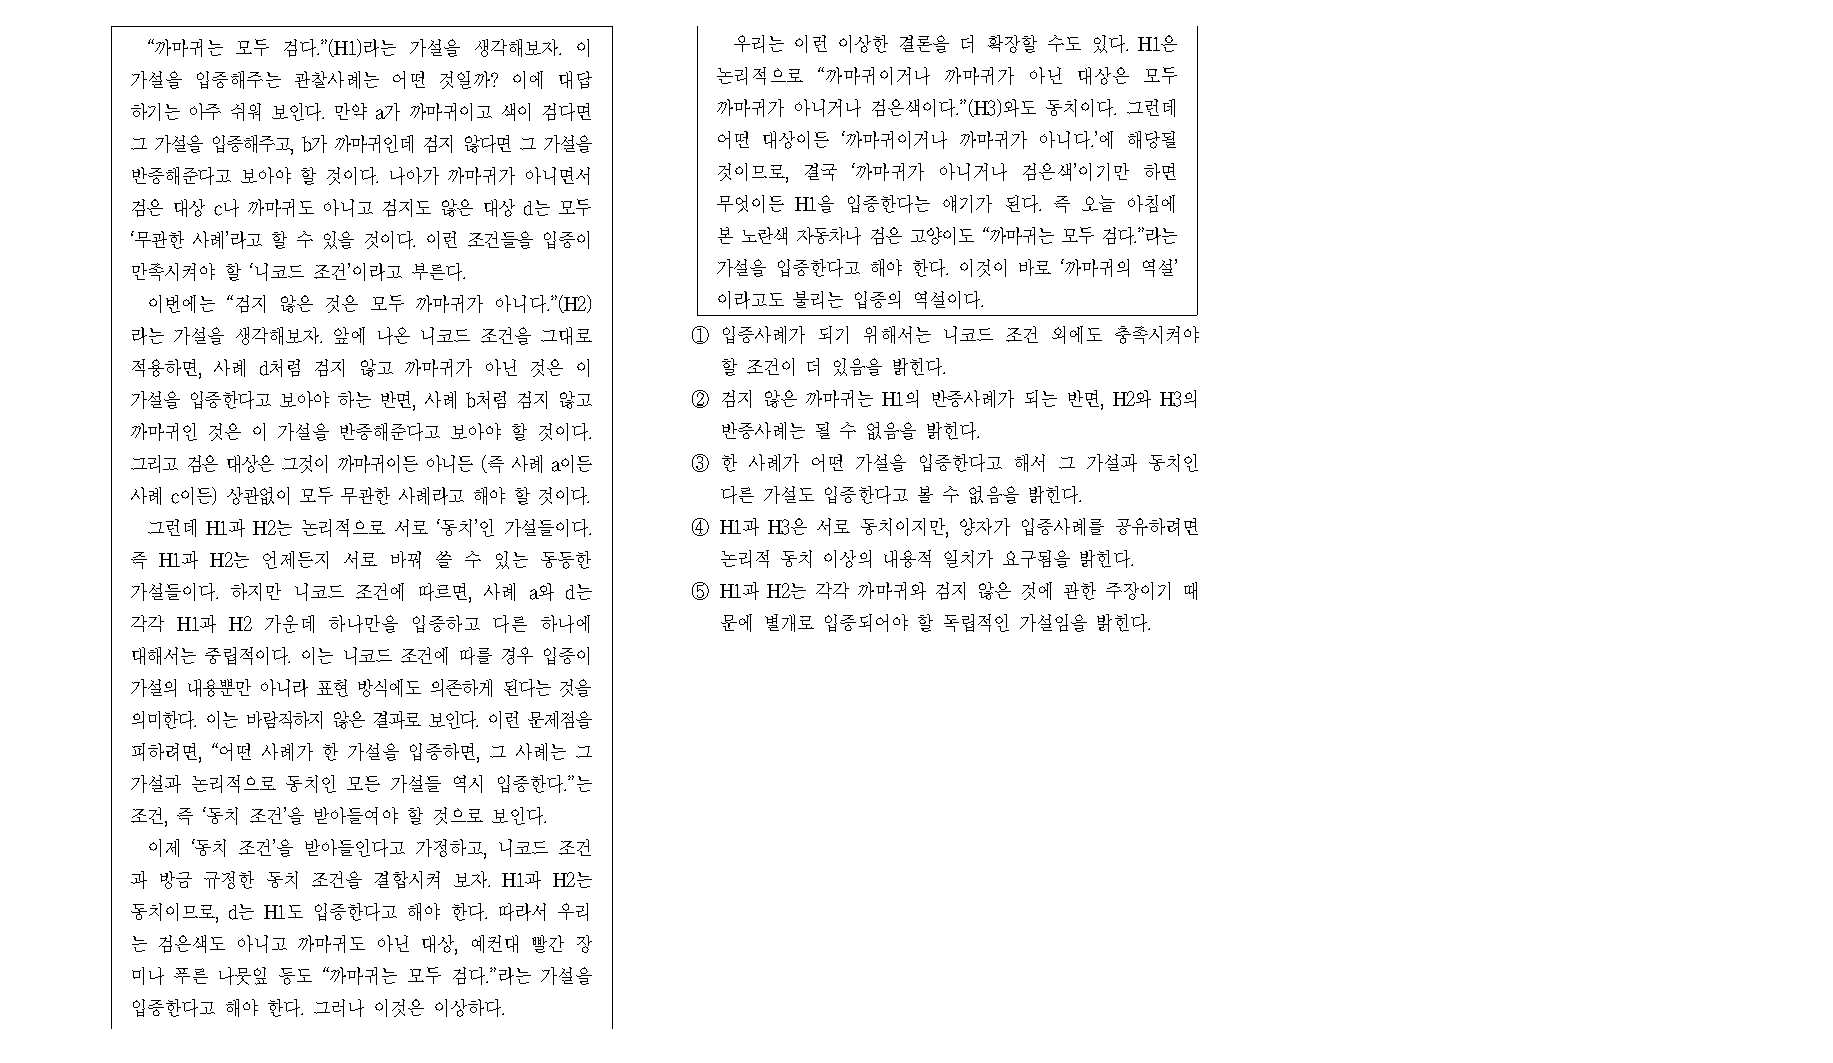 “까마귀는 모두 검다.”(H1)라는 가설을 생각해보자. 이
가설을 입증해주는 관찰사례는 어떤 것일까? 이에 대답
하기는 아주 쉬워 보인다. 만약 a가 까마귀이고 색이 검다면
그 가설을 입증해주고, b가 까마귀인데 검지 않다면 그 가설을
반증해준다고 보아야 할 것이다. 나아가 까마귀가 아니면서
검은 대상 c나 까마귀도 아니고 검지도 않은 대상 d는 모두
‘무관한 사례’라고 할 수 있을 것이다. 이런 조건들을 입증이
만족시켜야 할 ‘니코드 조건’이라고 부른다.
이번에는 “검지 않은 것은 모두 까마귀가 아니다.”(H2)
라는 가설을 생각해보자. 앞에 나온 니코드 조건을 그대로
적용하면, 사례 d처럼 검지 않고 까마귀가 아닌 것은 이
가설을 입증한다고 보아야 하는 반면, 사례 b처럼 검지 않고
까마귀인 것은 이 가설을 반증해준다고 보아야 할 것이다.
그리고 검은 대상은 그것이 까마귀이든 아니든 (즉 사례 a이든
사례 c이든) 상관없이 모두 무관한 사례라고 해야 할 것이다.
그런데 H1과 H2는 논리적으로 서로 ‘동치’인 가설들이다.
즉 H1과 H2는 언제든지 서로 바꿔 쓸 수 있는 동등한
가설들이다. 하지만 니코드 조건에 따르면, 사례 a와 d는
각각 H1과 H2 가운데 하나만을 입증하고 다른 하나에
대해서는 중립적이다. 이는 니코드 조건에 따를 경우 입증이
가설의 내용뿐만 아니라 표현 방식에도 의존하게 된다는 것을
의미한다. 이는 바람직하지 않은 결과로 보인다. 이런 문제점을
피하려면, “어떤 사례가 한 가설을 입증하면, 그 사례는 그
가설과 논리적으로 동치인 모든 가설들 역시 입증한다.”는
조건, 즉 ‘동치 조건’을 받아들여야 할 것으로 보인다.
이제 ‘동치 조건’을 받아들인다고 가정하고, 니코드 조건
과 방금 규정한 동치 조건을 결합시켜 보자. H1과 H2는
동치이므로, d는 H1도 입증한다고 해야 한다. 따라서 우리
는 검은색도 아니고 까마귀도 아닌 대상, 예컨대 빨간 장
미나 푸른 나뭇잎 등도 “까마귀는 모두 검다.”라는 가설을
입증한다고 해야 한다. 그러나 이것은 이상하다.
우리는 이런 이상한 결론을 더 확장할 수도 있다. H1은
논리적으로 “까마귀이거나 까마귀가 아닌 대상은 모두
까마귀가 아니거나 검은색이다.”(H3)와도 동치이다. 그런데
어떤 대상이든 ‘까마귀이거나 까마귀가 아니다.’에 해당될
것이므로, 결국 ‘까마귀가 아니거나 검은색’이기만 하면
무엇이든 H1을 입증한다는 얘기가 된다. 즉 오늘 아침에
본 노란색 자동차나 검은 고양이도 “까마귀는 모두 검다.”라는
가설을 입증한다고 해야 한다. 이것이 바로 ‘까마귀의 역설’
이라고도 불리는 입증의 역설이다.
① 입증사례가 되기 위해서는 니코드 조건 외에도 충족시켜야
할 조건이 더 있음을 밝힌다.
② 검지 않은 까마귀는 H1의 반증사례가 되는 반면, H2와 H3의
반증사례는 될 수 없음을 밝힌다.
③ 한 사례가 어떤 가설을 입증한다고 해서 그 가설과 동치인
다른 가설도 입증한다고 볼 수 없음을 밝힌다.
④ H1과 H3은 서로 동치이지만, 양자가 입증사례를 공유하려면
논리적 동치 이상의 내용적 일치가 요구됨을 밝힌다.
⑤ H1과 H2는 각각 까마귀와 검지 않은 것에 관한 주장이기 때
문에 별개로 입증되어야 할 독립적인 가설임을 밝힌다.